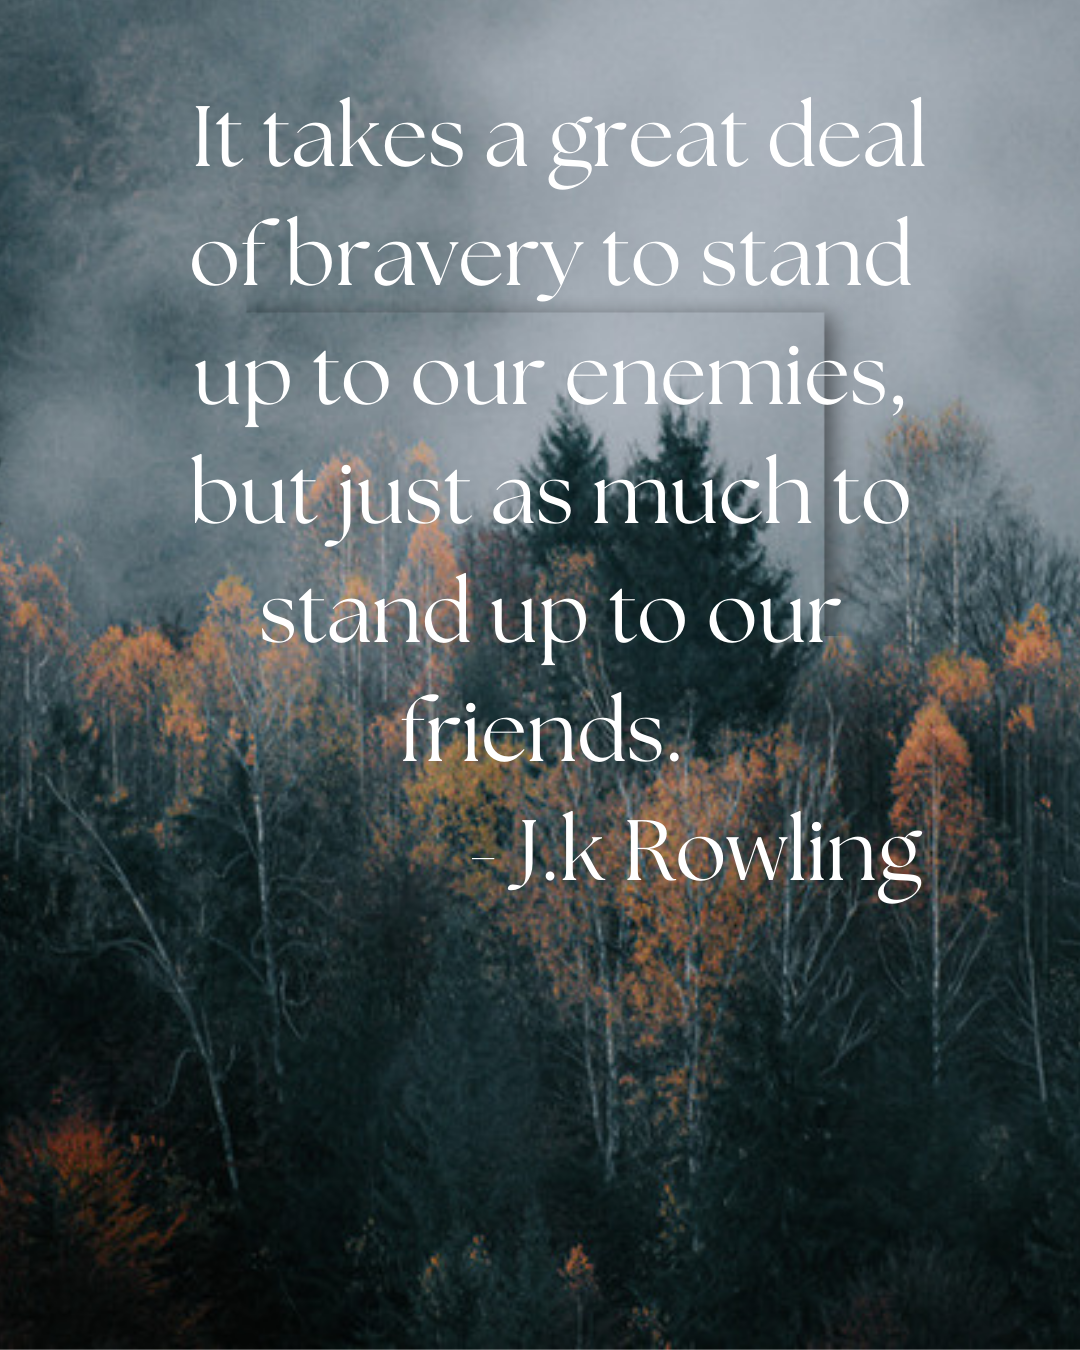 It takes a great deal
of bravery to stand
up to our enemies,
but just as much to
stand up to our
friends.
- J.k Rowling